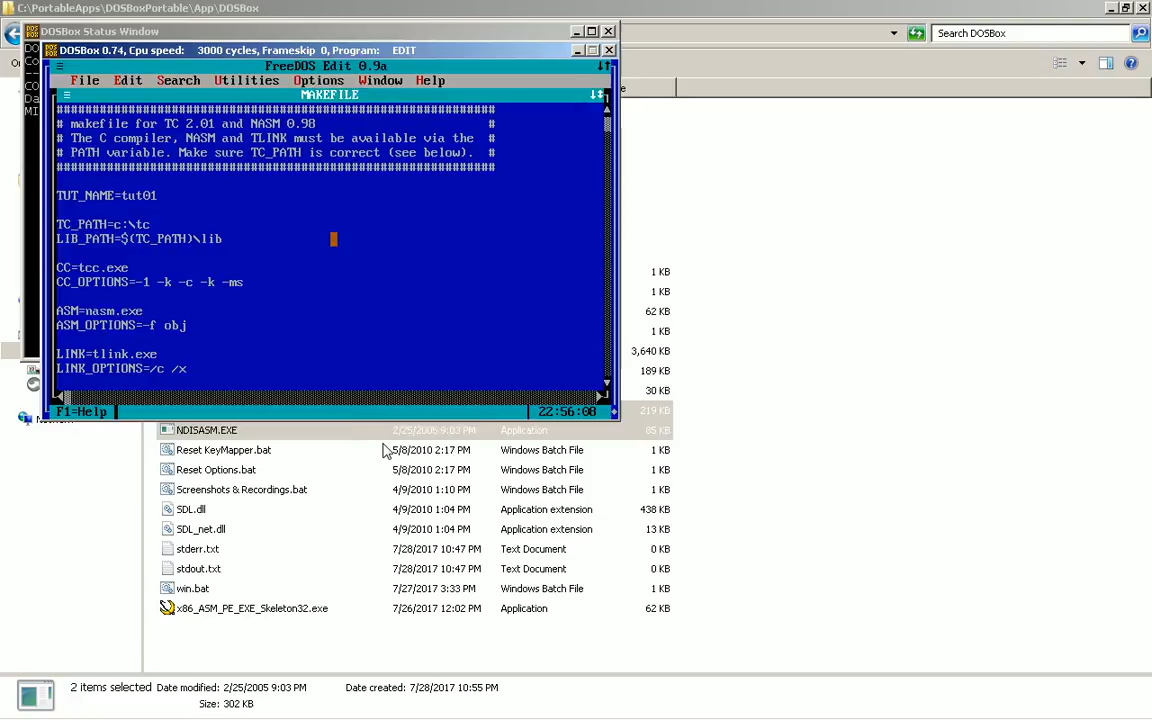 C:\PortableApps\DOSBoxPortable\App\DOSBox
Search DOSBox
DOSBox Status Window
DOSBox 0.74, Cpu speed: 3000 cycles, Frameskip 0, Program: EDIT
FreeDOS Edit 0.9a
File Edit Search Utilities Options Window Help
MAKEFILE
#############################################################
# makefile for TC 2.01 and NASM 0.98 #
# The C compiler, NASM and TLINK must be available via the #
# PATH variable. Make sure TC_PATH is correct (see below). #
#############################################################
TUT_NAME=tut01
TC_PATH=c:\tc
LIB_PATH=$(TC_PATH)\lib
CC=tcc.exe
CC_OPTIONS=-1 -k -c -k -ms
ASM=nasm.exe
ASM_OPTIONS=-f obj
LINK=tlink.exe
LINK_OPTIONS=/c /x
F1=Help 22:56:08
1 KB
1 KB
62 KB
1 KB
3,640 KB
189 KB
30 KB
219 KB
NDISASM.EXE 2/25/2005 9:03 PM Application 85 KB
Reset KeyMapper.bat 5/8/2010 2:17 PM Windows Batch File 1 KB
Reset Options.bat 5/8/2010 2:17 PM Windows Batch File 1 KB
Screenshots & Recordings.bat 4/9/2010 1:10 PM Windows Batch File 1 KB
SDL.dll 4/9/2010 1:04 PM Application extension 438 KB
SDL_net.dll 4/9/2010 1:04 PM Application extension 13 KB
stderr.txt 7/28/2017 10:47 PM Text Document 0 KB
stdout.txt 7/28/2017 10:47 PM Text Document 0 KB
win.bat 7/27/2017 3:33 PM Windows Batch File 1 KB
x86_ASM_PE_EXE_Skeleton32.exe 7/26/2017 12:02 PM Application 62 KB
2 items selected Date modified: 2/25/2005 9:03 PM Date created: 7/28/2017 10:55 PM
Size: 302 KB